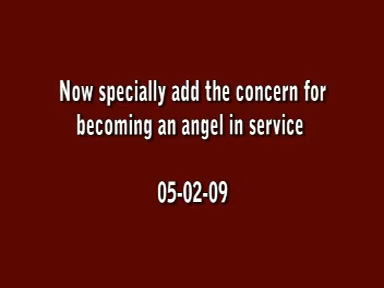 Now specially add the concern for
becoming an angel in service
05-02-09